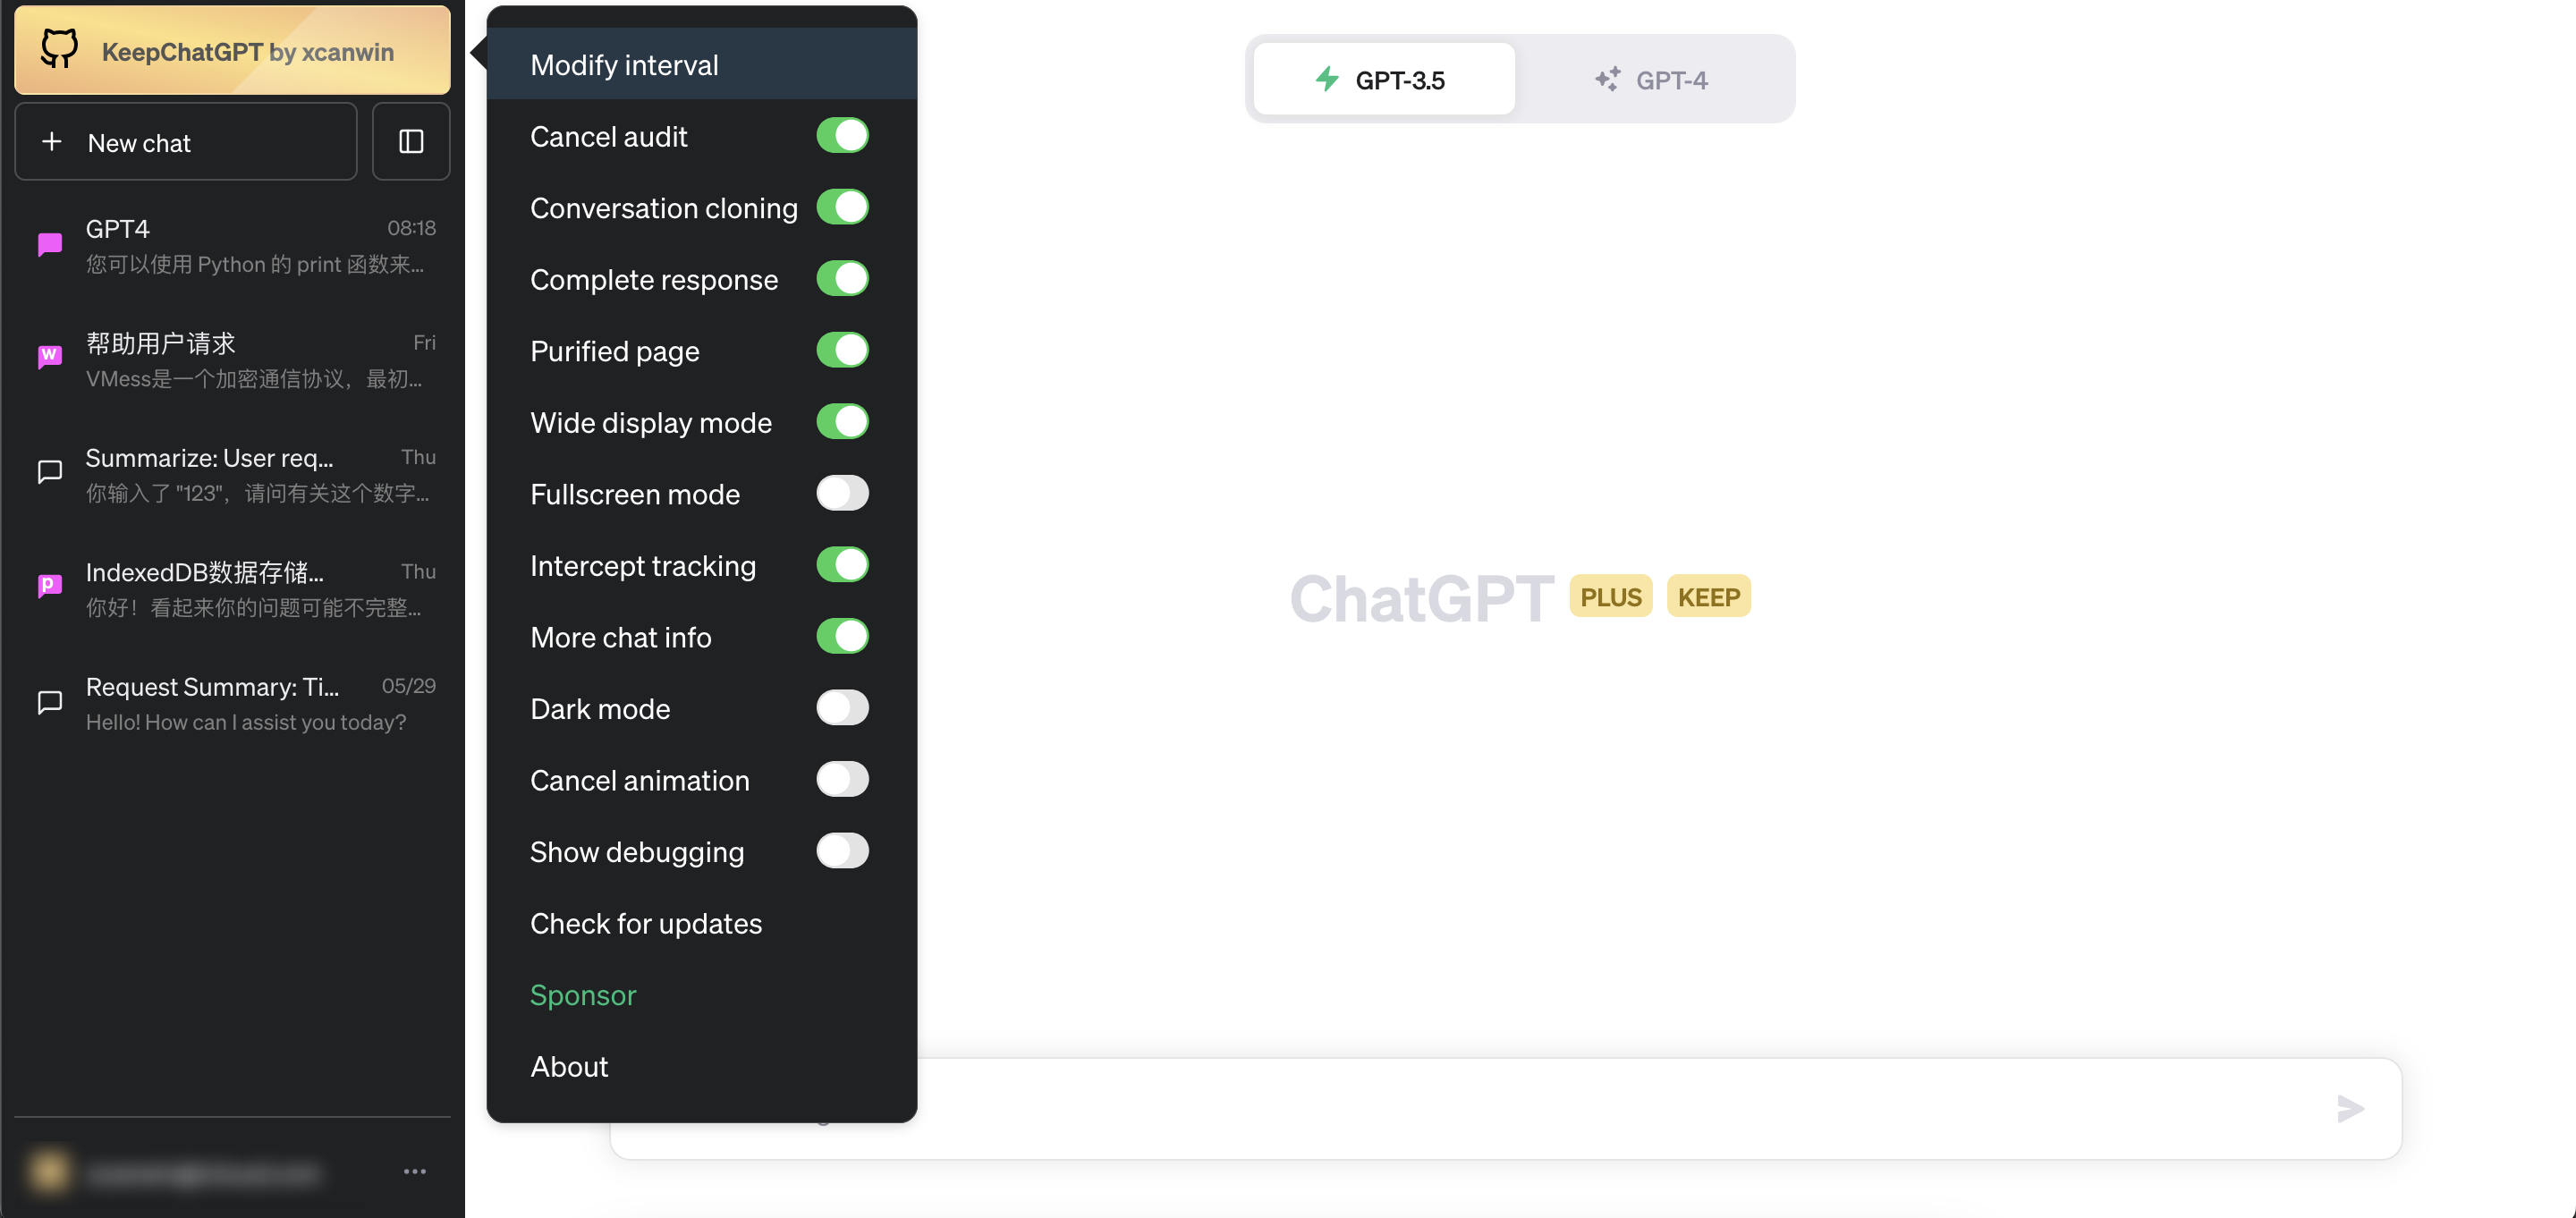 KeepChatGPT by xcanwin
New chat
GPT4 08:18
您可以使用 Python 的 print 函数来...
帮助用户请求 Fri
VMess是一个加密通信协议，最初...
Summarize: User req... Thu
你输入了 "123"，请问有关这个数字...
IndexedDB数据存储... Thu
你好！看起来你的问题可能不完整...
Request Summary: Ti... 05/29
Hello! How can I assist you today?
Modify interval
Cancel audit
Conversation cloning
Complete response
Purified page
Wide display mode
Fullscreen mode
Intercept tracking
More chat info
Dark mode
Cancel animation
Show debugging
Check for updates
Sponsor
About
GPT-3.5 GPT-4
ChatGPT PLUS KEEP